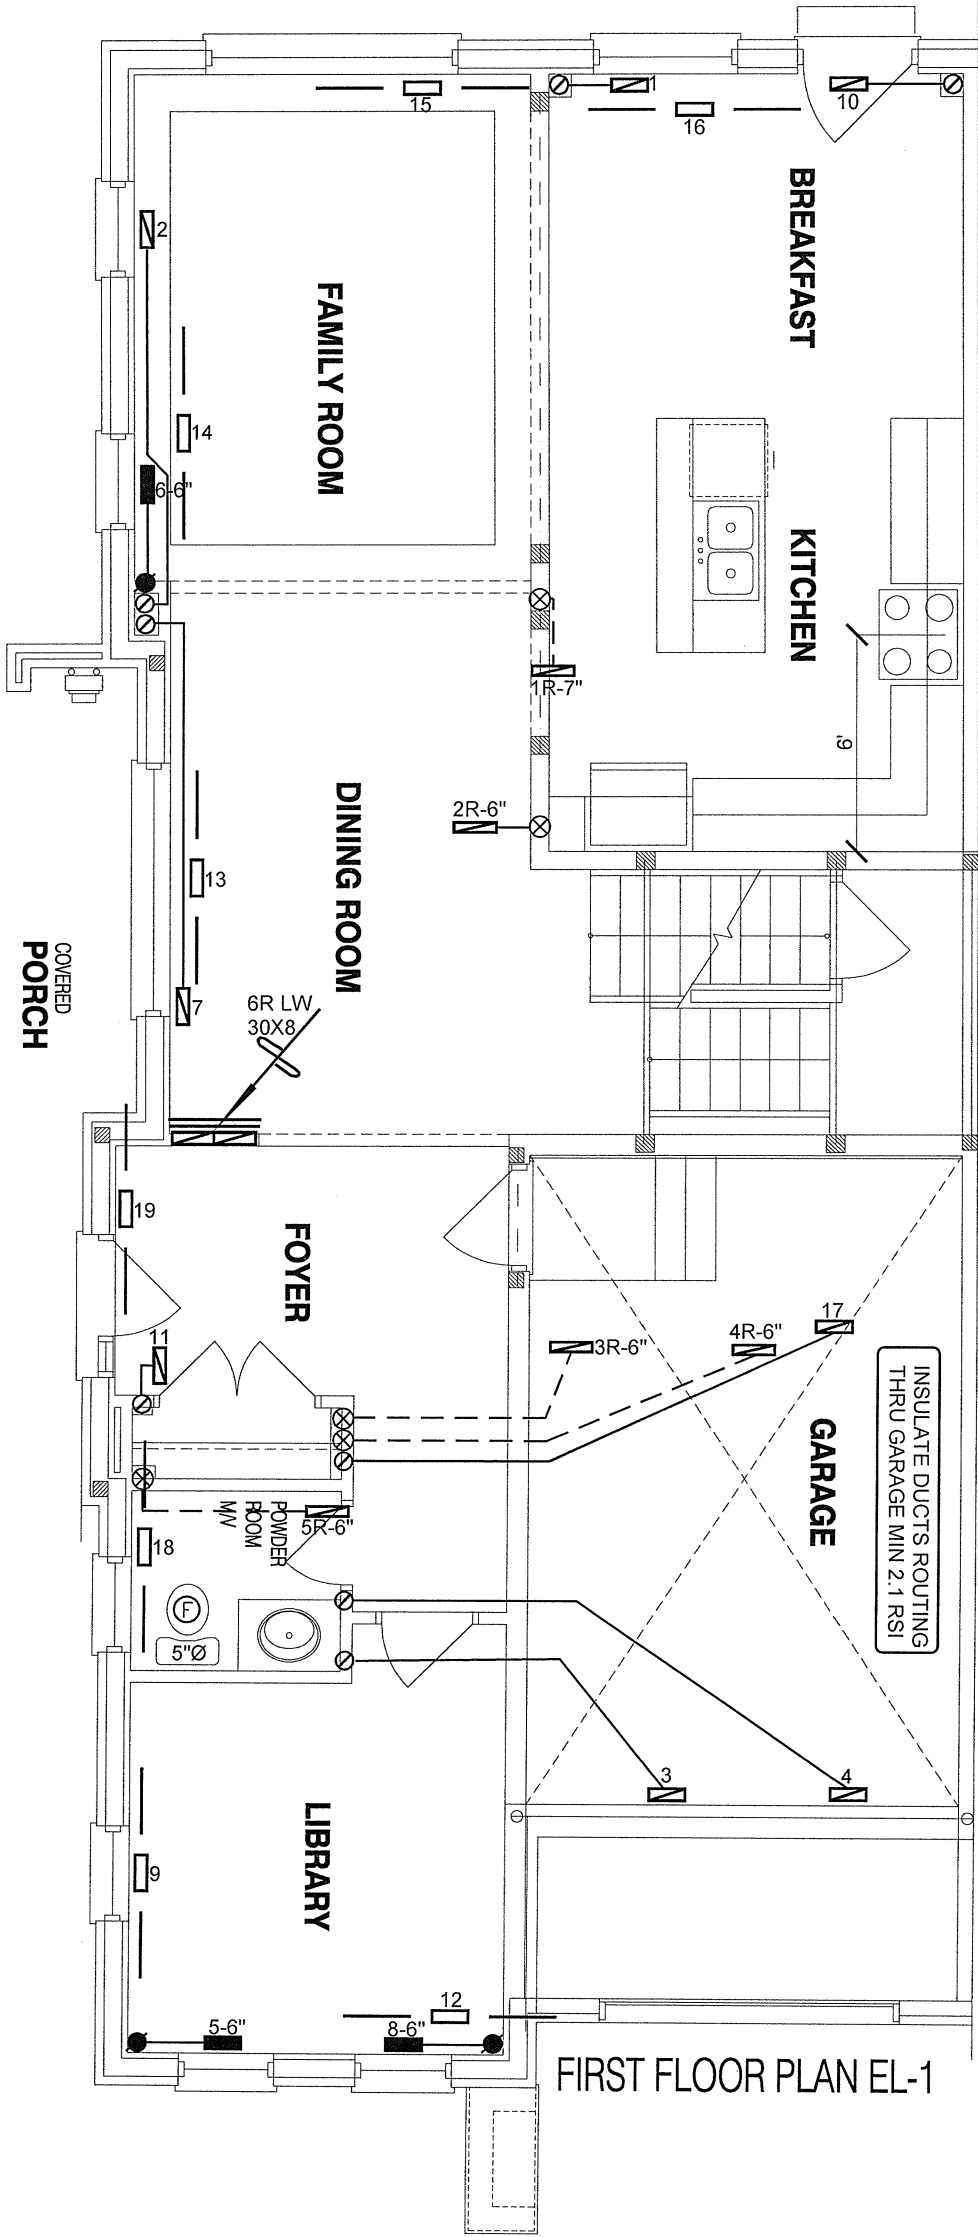 1
15
10
16
BREAKFAST
2
FAMILY ROOM
14
6-6"
KITCHEN
1R-7"
6'
DINING ROOM
2R-6"
13
COVERED
PORCH
7
6R LW
30X8
19
FOYER
11
17
4R-6"
3R-6"
INSULATE DUCTS ROUTING
THRU GARAGE MIN 2.1 RSI
GARAGE
POWDER
ROOM
M/V
5R-6"
18
F
5"Ø
3
4
LIBRARY
9
12
5-6"
8-6"
FIRST FLOOR PLAN EL-1